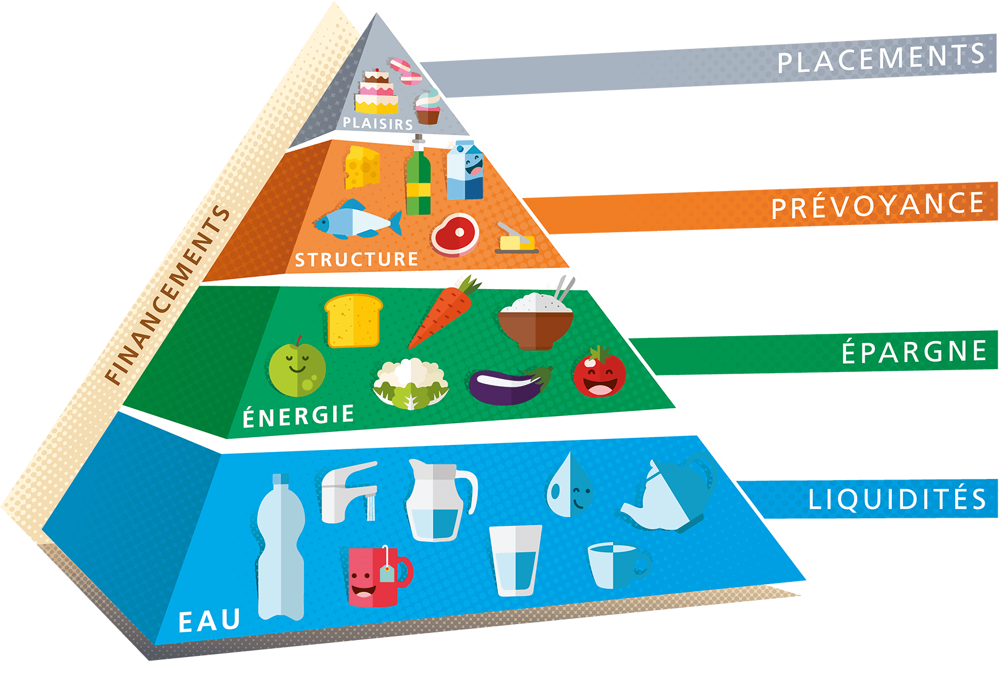 PLACEMENTS
PLAISIRS
PRÉVOYANCE
STRUCTURE
FINANCEMENTS
ÉPARGNE
ÉNERGIE
LIQUIDITÉS
EAU